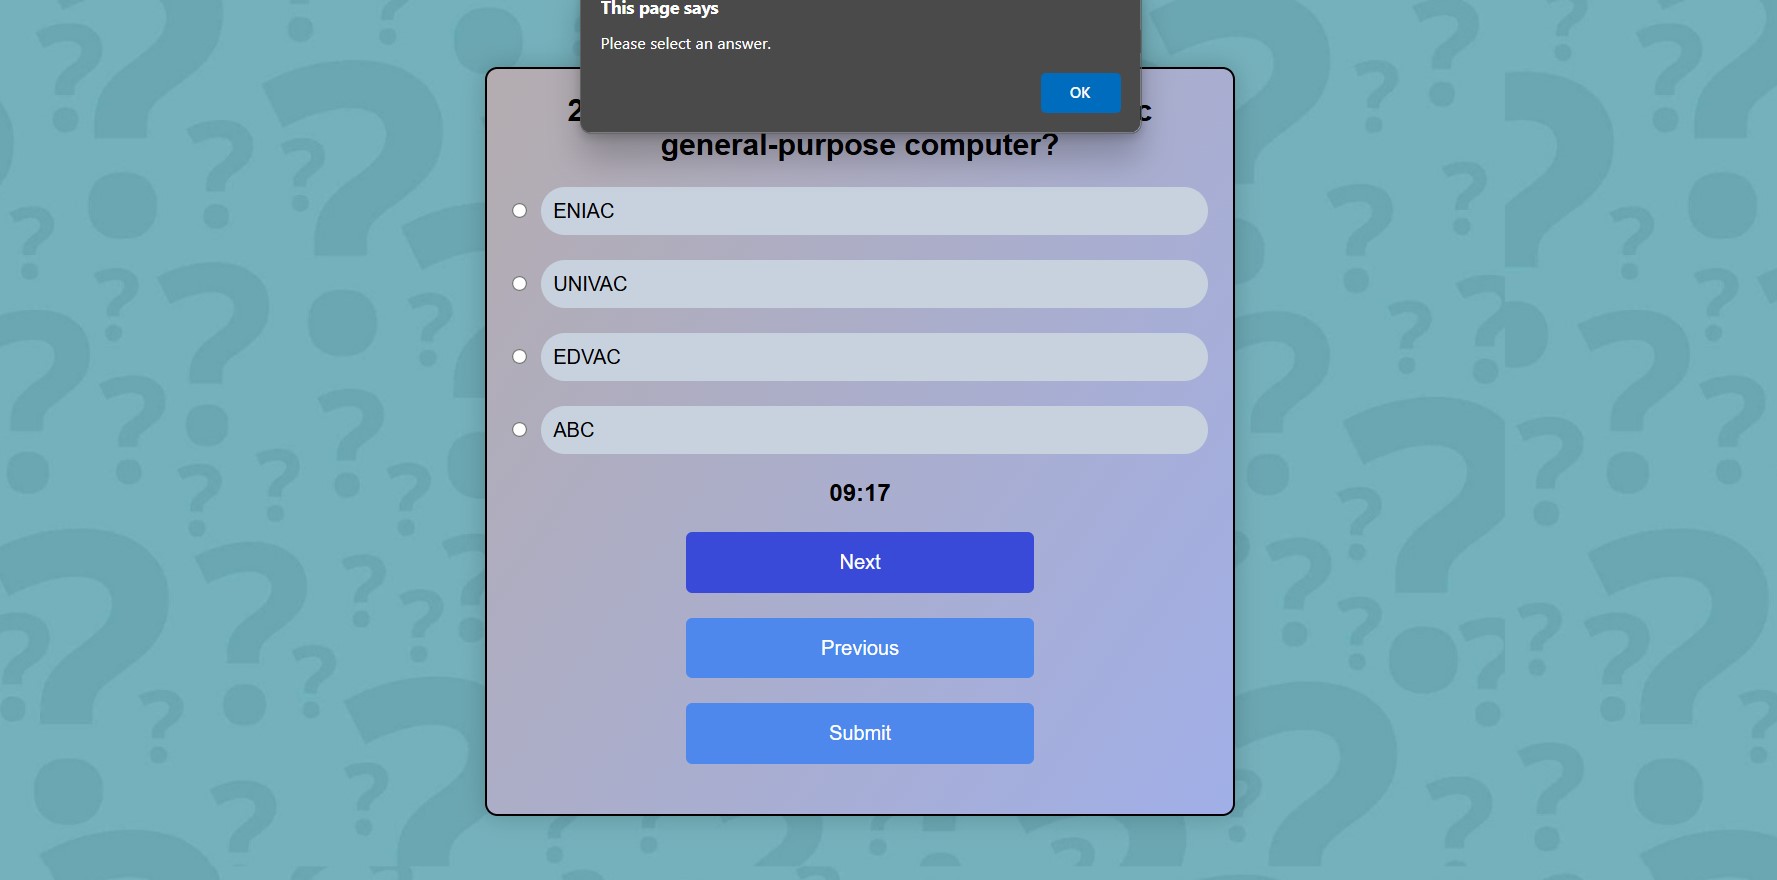 This page says
Please select an answer.
OK
2
c
general-purpose computer?
ENIAC
UNIVAC
EDVAC
ABC
09:17
Next
Previous
Submit